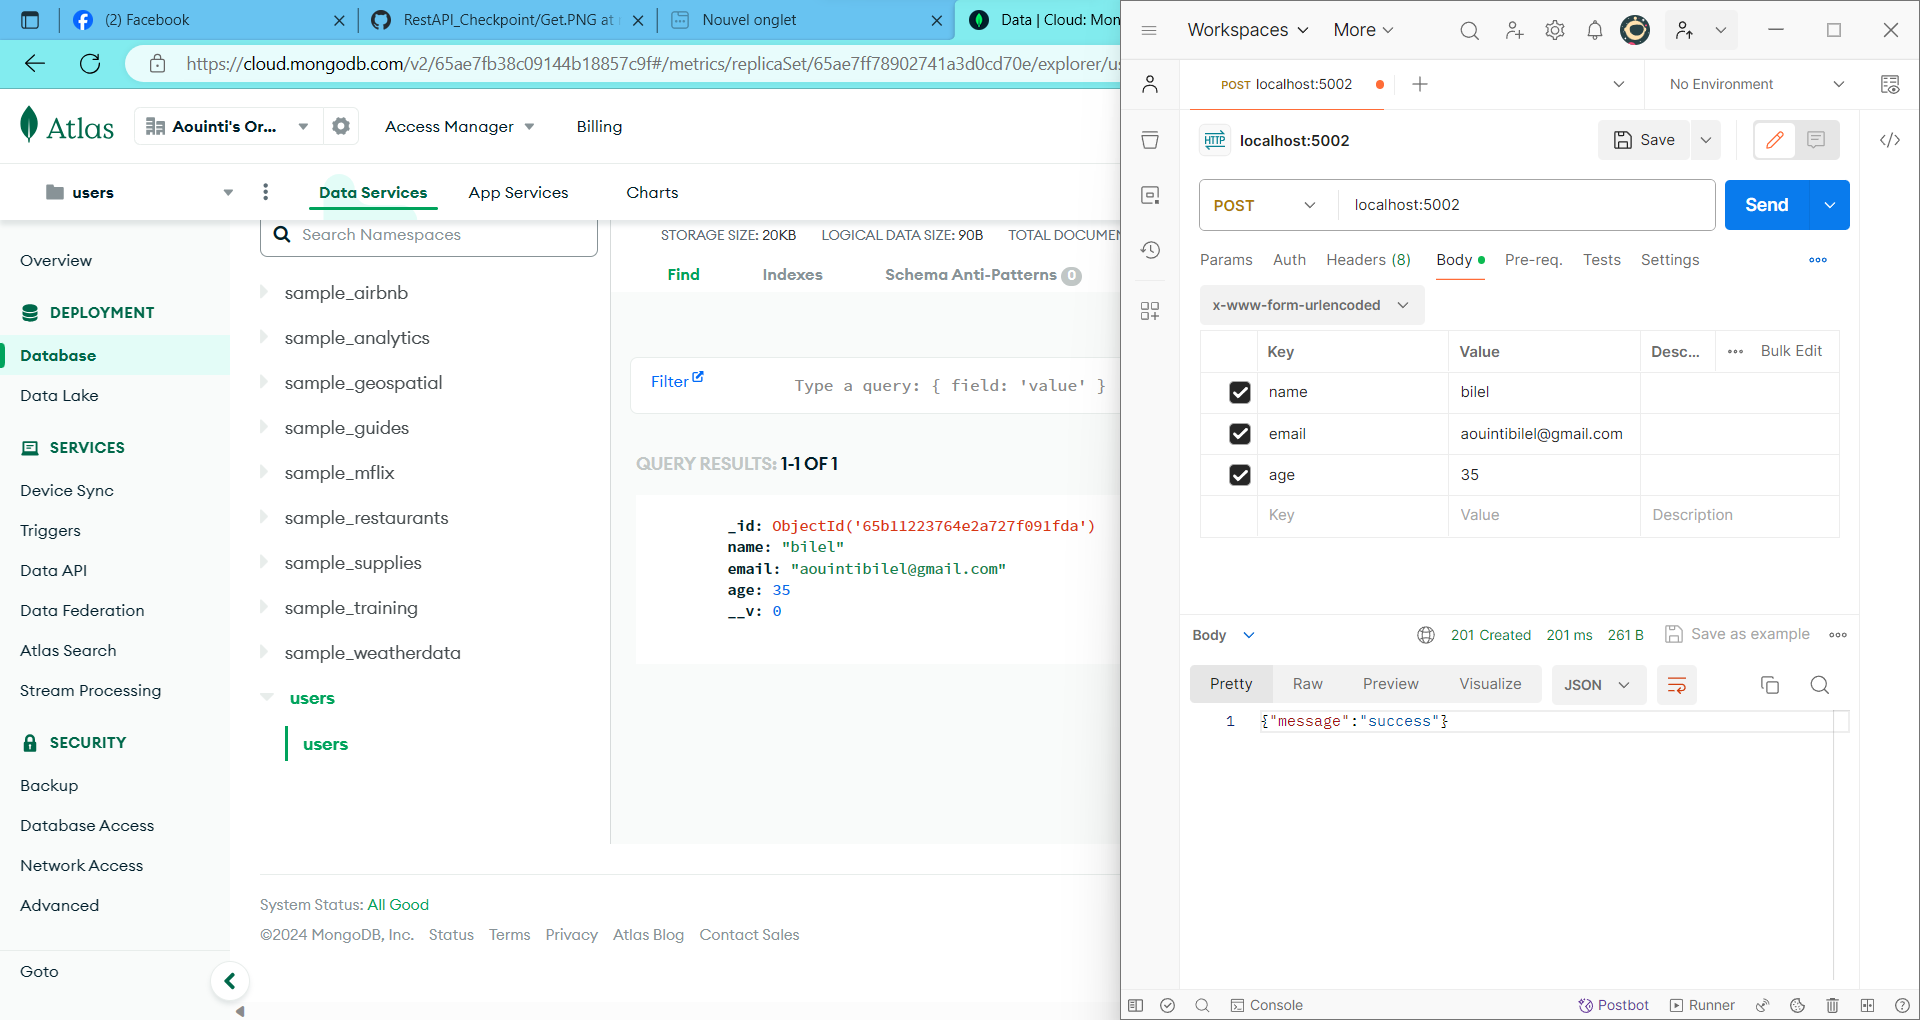 (2) Facebook
RestAPI_Checkpoint/Get.PNG at
Nouvel onglet
Data | Cloud: Mon
https://cloud.mongodb.com/v2/65ae7fb38c09144b18857c9f#/metrics/replicaSet/65ae7ff78902741a3d0cd70e/explorer/us
Atlas
Aouinti's Or...
Access Manager
Billing
users
Data Services
App Services
Charts
Overview
DEPLOYMENT
Database
Data Lake
SERVICES
Device Sync
Triggers
Data API
Data Federation
Atlas Search
Stream Processing
SECURITY
Backup
Database Access
Network Access
Advanced
Goto
Search Namespaces
sample_airbnb
sample_analytics
sample_geospatial
sample_guides
sample_mflix
sample_restaurants
sample_supplies
sample_training
sample_weatherdata
users
users
STORAGE SIZE: 20KB LOGICAL DATA SIZE: 90B TOTAL DOCUMEN
Find Indexes Schema Anti-Patterns 0
Filter Type a query: { field: 'value' }
QUERY RESULTS: 1-1 OF 1
_id: ObjectId('65b11223764e2a727f091fda')
name: "bilel"
email: "aouintibilel@gmail.com"
age: 35
__v: 0
System Status: All Good
©2024 MongoDB, Inc. Status Terms Privacy Atlas Blog Contact Sales
Workspaces More
POST localhost:5002
No Environment
HTTP localhost:5002
Save
POST localhost:5002
Send
Params Auth Headers (8) Body Pre-req. Tests Settings
x-www-form-urlencoded
Key Value Desc... Bulk Edit
name bilel
email aouintibilel@gmail.com
age 35
Key Value Description
Body 201 Created 201 ms 261 B Save as example
Pretty Raw Preview Visualize JSON
1 {"message":"success"}
Console Postbot Runner